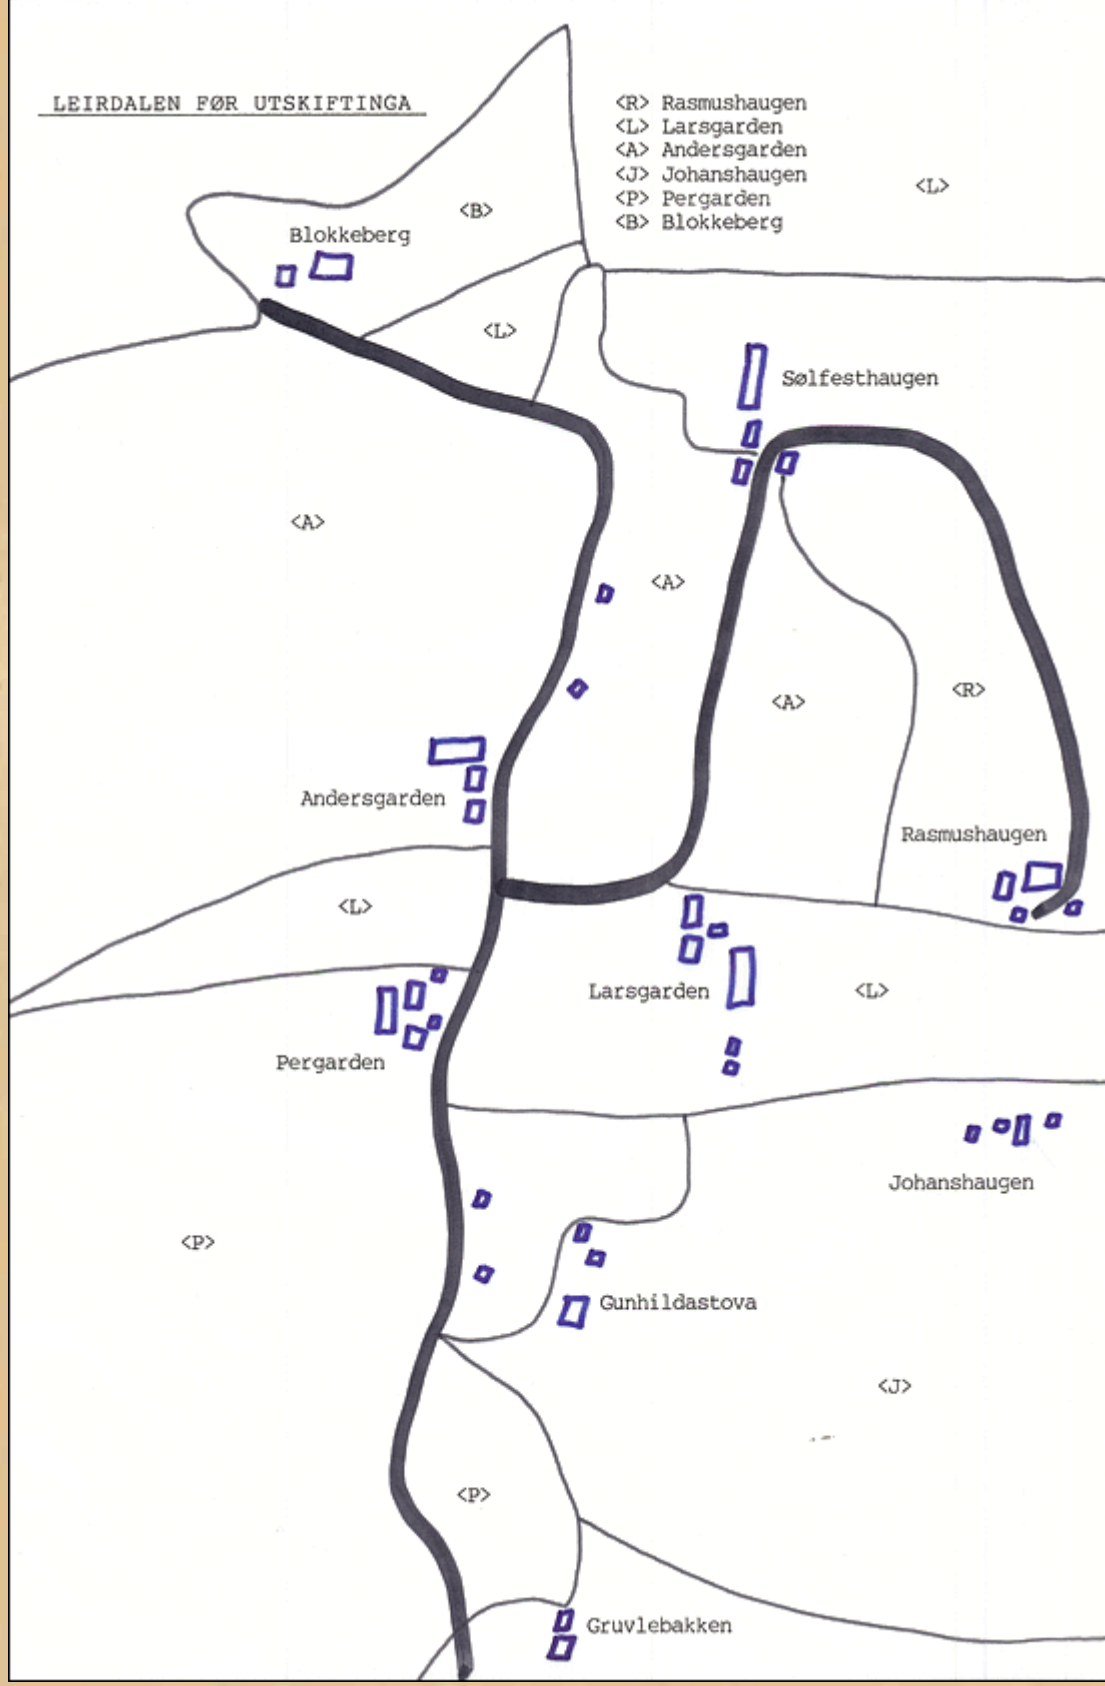 LEIRDALEN FØR UTSKIFTINGA
<R> Rasmushaugen
<L> Larsgarden
<A> Andersgarden
<J> Johanshaugen
<P> Pergarden
<B> Blokkeberg
<L>
<B>
Blokkeberg
<L>
Sølfesthaugen
<A>
<A>
<R>
<A>
Andersgarden
Rasmushaugen
<L>
Larsgarden
<L>
Pergarden
Johanshaugen
<P>
Gunhildastova
<J>
<P>
Gruvlebakken